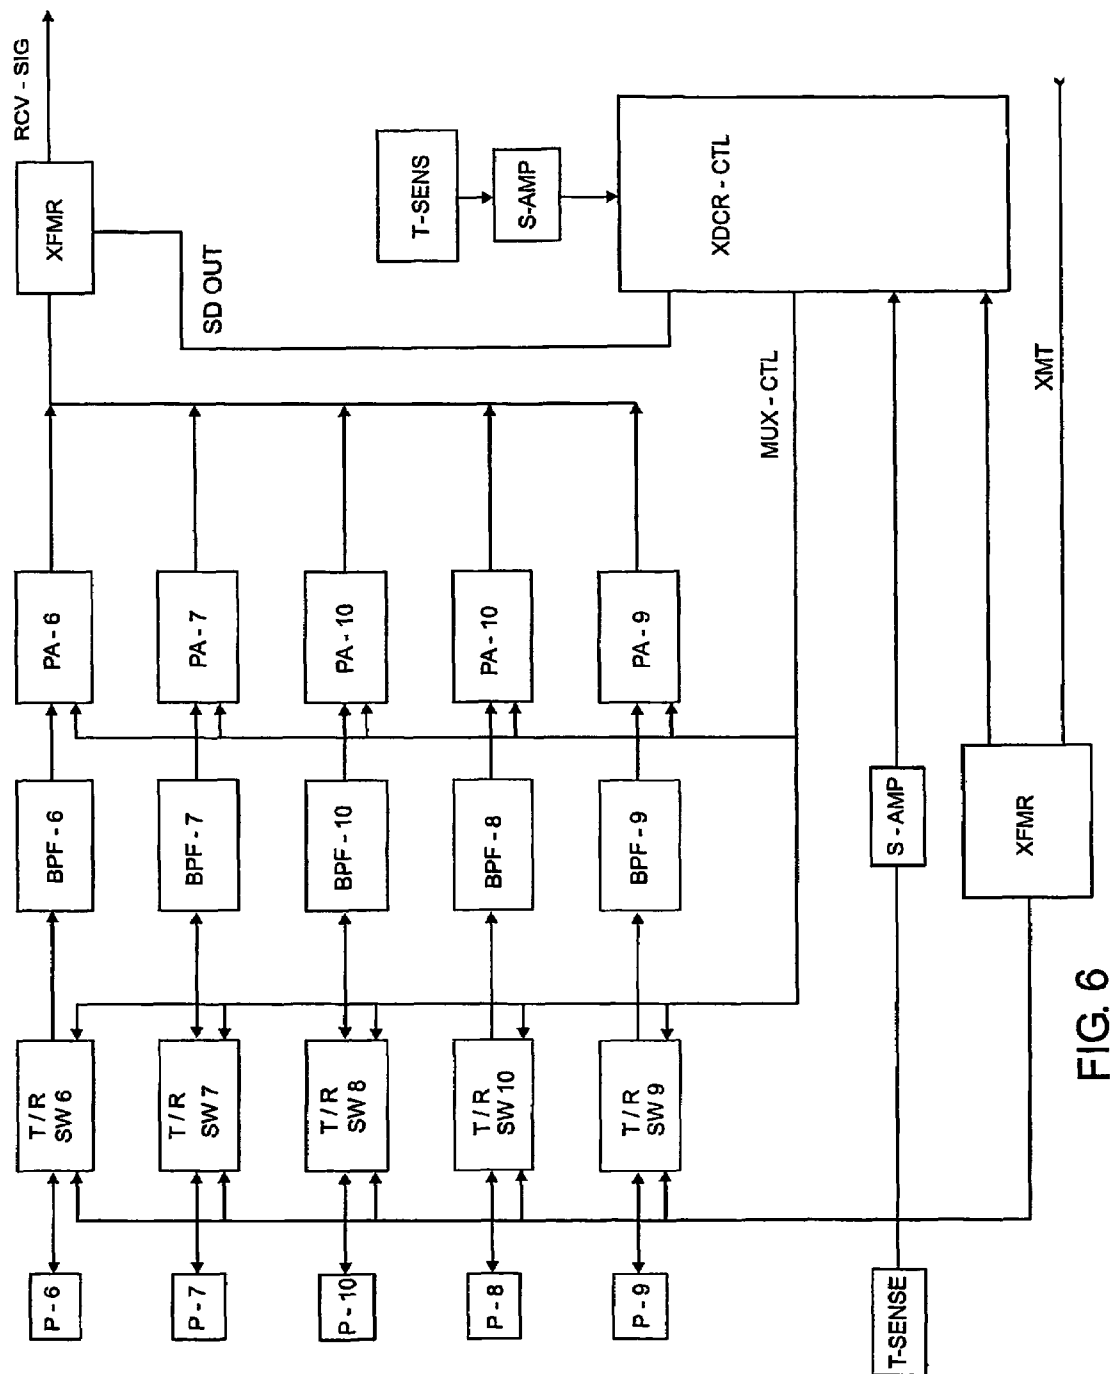 P - 6
T / R
SW 6
BPF - 6
PA - 6
XFMR
RCV - SIG
P - 7
T / R
SW 7
BPF - 7
PA - 7
SD OUT
P - 10
T / R
SW 8
BPF - 10
PA - 10
T-SENS
P - 8
T / R
SW 10
BPF - 8
PA - 10
S-AMP
P - 9
T / R
SW 9
BPF - 9
PA - 9
XDCR - CTL
MUX - CTL
T-SENSE
S - AMP
XFMR
XMT
FIG. 6